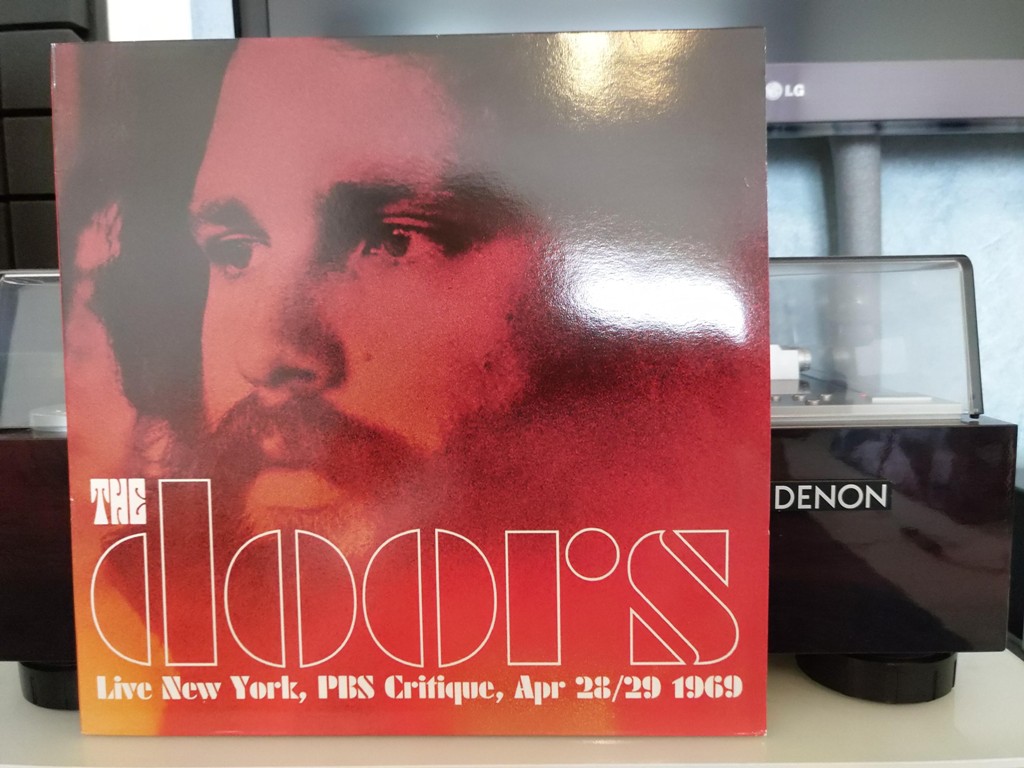 LG
THE
doors
Live New York, PBS Critique, Apr 28/29 1969
DENON